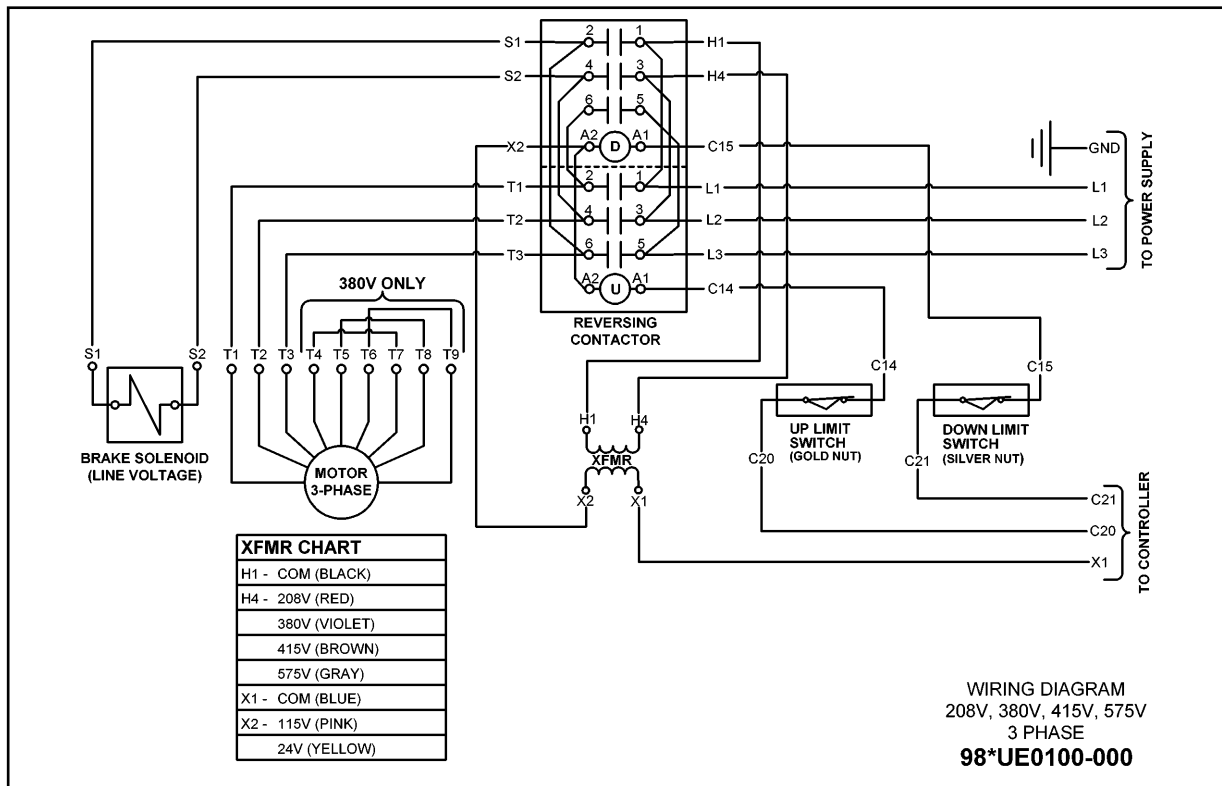 S1
2
1
H1
S2
4
3
H4
6
5
X2
A2
D
A1
C15
GND
T1
2
1
L1
L1
T2
4
3
L2
L2
T3
6
5
L3
L3
TO POWER SUPPLY
A2
U
A1
C14
REVERSING
CONTACTOR
380V ONLY
S1
S2
T1
T2
T3
T4
T5
T6
T7
T8
T9
C14
C15
BRAKE SOLENOID
(LINE VOLTAGE)
MOTOR
3-PHASE
H1
H4
XFMR
X2
X1
UP LIMIT
SWITCH
(GOLD NUT)
DOWN LIMIT
SWITCH
(SILVER NUT)
C20
C21
C21
C20
X1
TO CONTROLLER
XFMR CHART
H1 - COM (BLACK)
H4 - 208V (RED)
380V (VIOLET)
415V (BROWN)
575V (GRAY)
X1 - COM (BLUE)
X2 - 115V (PINK)
24V (YELLOW)
WIRING DIAGRAM
208V, 380V, 415V, 575V
3 PHASE
98*UE0100-000